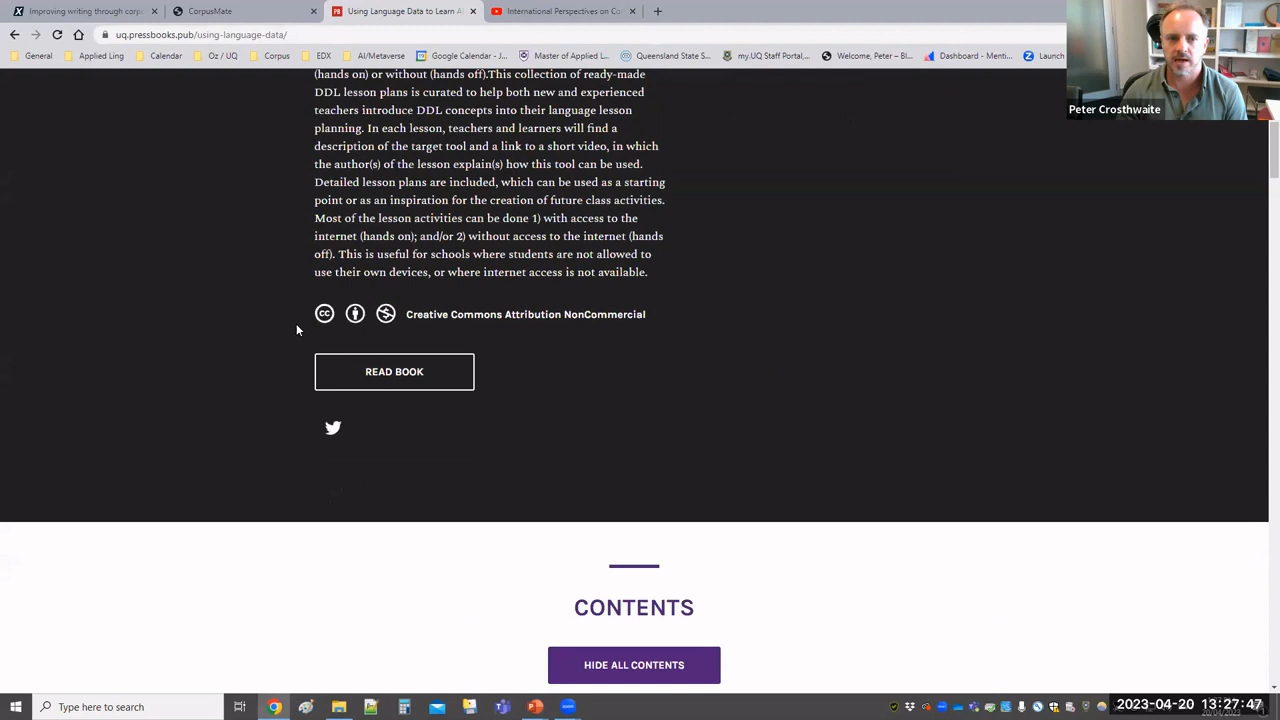 Improving writing through corpo
CorpusMate
Using Language Data to Learn A
International Perspectives on Co
uq.pressbooks.pub/using-language-data/
General
Applied Ling
Calendar
Oz / UQ
Corpus
EDX
AI/Metaverse
Google Calendar - J...
Master of Applied L...
Queensland State S...
my.UQ Staff Portal,...
Welcome, Peter – Bl...
Dashboard - Menti...
Launch
Peter Crosthwaite
(hands on) or without (hands off).This collection of ready-made
DDL lesson plans is curated to help both new and experienced
teachers introduce DDL concepts into their language lesson
planning. In each lesson, teachers and learners will find a
description of the target tool and a link to a short video, in which
the author(s) of the lesson explain(s) how this tool can be used.
Detailed lesson plans are included, which can be used as a starting
point or as an inspiration for the creation of future class activities.
Most of the lesson activities can be done 1) with access to the
internet (hands on); and/or 2) without access to the internet (hands
off). This is useful for schools where students are not allowed to
use their own devices, or where internet access is not available.
Creative Commons Attribution NonCommercial
READ BOOK
CONTENTS
HIDE ALL CONTENTS
Type here to search
2023-04-20 13:27:47